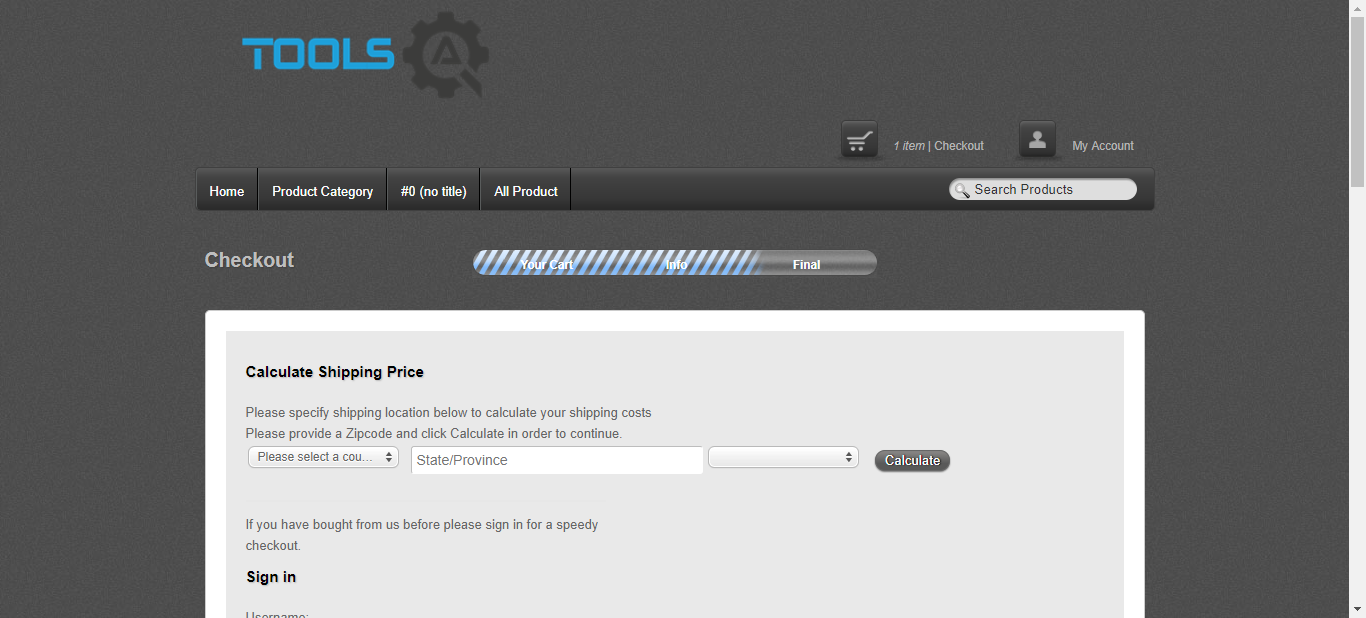 TOOLS
1 item | Checkout
My Account
Home
Product Category
#0 (no title)
All Product
Search Products
Checkout
Your Cart
Info
Final
Calculate Shipping Price
Please specify shipping location below to calculate your shipping costs
Please provide a Zipcode and click Calculate in order to continue.
Please select a cou...
State/Province
Calculate
If you have bought from us before please sign in for a speedy
checkout.
Sign in
Username: